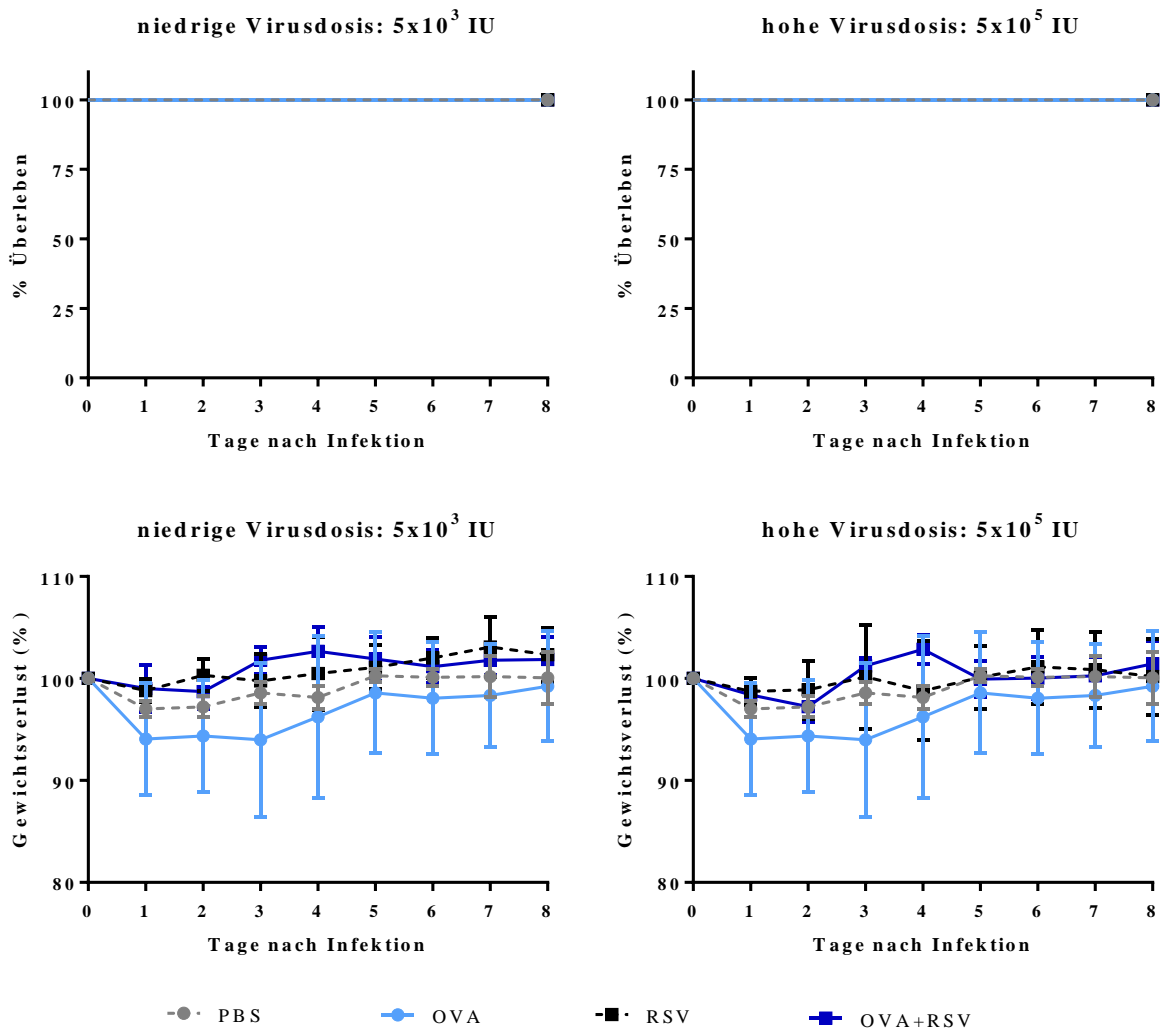 niedrige Virusdosis: 5x10³ IU
100
75
50
25
0
% Überleben
0 1 2 3 4 5 6 7 8
Tage nach Infektion
hohe Virusdosis: 5x10⁵ IU
100
75
50
25
0
% Überleben
0 1 2 3 4 5 6 7 8
Tage nach Infektion
niedrige Virusdosis: 5x10³ IU
110
100
90
80
Gewichtsverlust (%)
0 1 2 3 4 5 6 7 8
Tage nach Infektion
hohe Virusdosis: 5x10⁵ IU
110
100
90
80
Gewichtsverlust (%)
0 1 2 3 4 5 6 7 8
Tage nach Infektion
PBS OVA RSV OVA+RSV